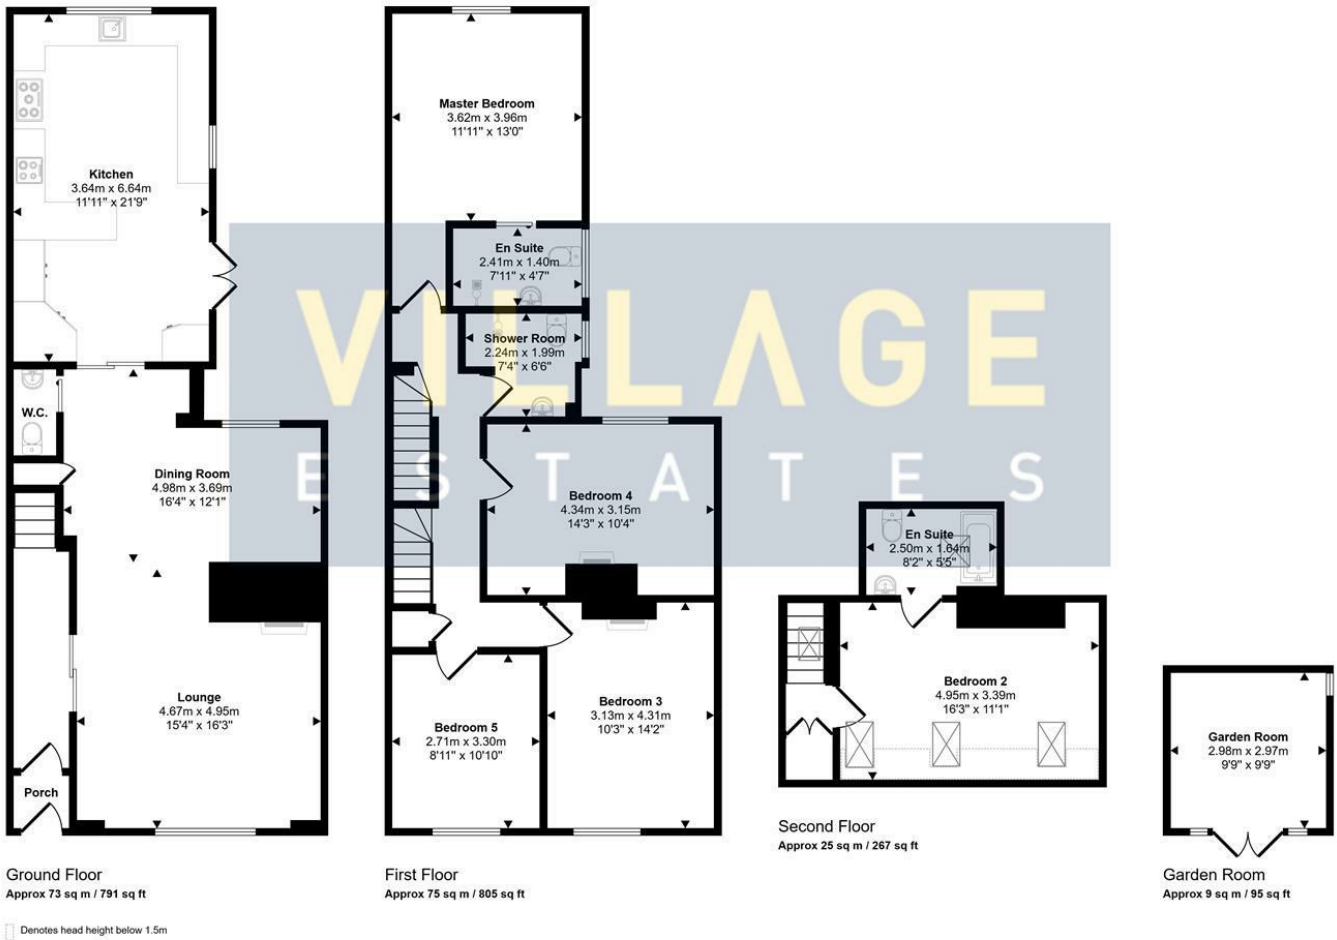 Kitchen
3.64m x 6.64m
11'11" x 21'9"
W.C.
Dining Room
4.98m x 3.69m
16'4" x 12'1"
Lounge
4.67m x 4.95m
15'4" x 16'3"
Porch
Ground Floor
Approx 73 sq m / 791 sq ft
Master Bedroom
3.62m x 3.96m
11'11" x 13'0"
En Suite
2.41m x 1.40m
7'11" x 4'7"
Shower Room
2.24m x 1.99m
7'4" x 6'6"
Bedroom 4
4.34m x 3.15m
14'3" x 10'4"
Bedroom 3
3.13m x 4.31m
10'3" x 14'2"
Bedroom 5
2.71m x 3.30m
8'11" x 10'10"
First Floor
Approx 75 sq m / 805 sq ft
VILLAGE
ESTATES
En Suite
2.50m x 1.64m
8'2" x 5'5"
Bedroom 2
4.95m x 3.39m
16'3" x 11'1"
Second Floor
Approx 25 sq m / 267 sq ft
Garden Room
2.98m x 2.97m
9'9" x 9'9"
Garden Room
Approx 9 sq m / 95 sq ft
Denotes head height below 1.5m